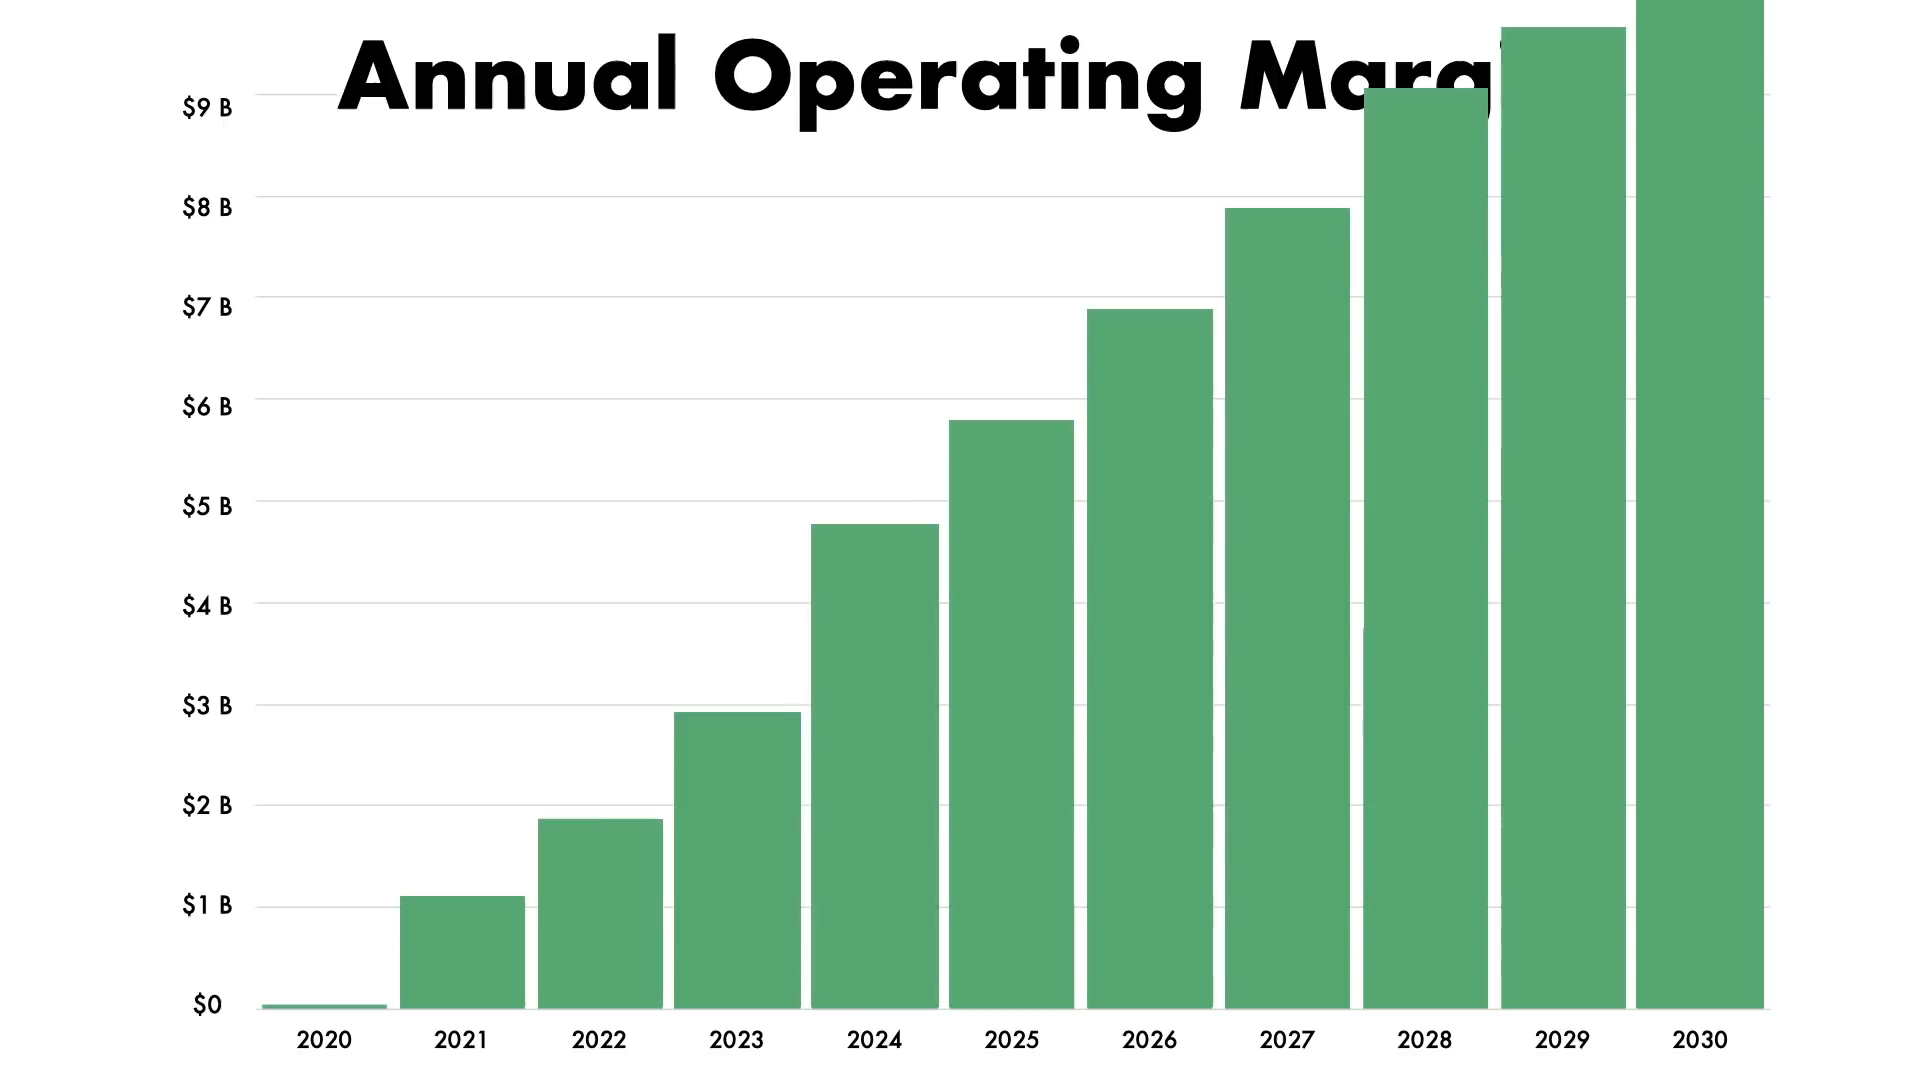 Annual Operating Marg
$9 B
$8 B
$7 B
$6 B
$5 B
$4 B
$3 B
$2 B
$1 B
$0
2020 2021 2022 2023 2024 2025 2026 2027 2028 2029 2030